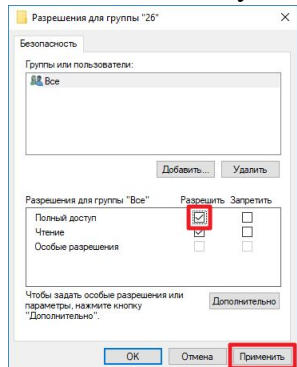 Разрешения для группы "26"
Безопасность
Группы или пользователи:
Все
Добавить... Удалить
Разрешения для группы "Все" Разрешить Запретить
Полный доступ
Чтение
Особые разрешения
Чтобы задать особые разрешения или
параметры, нажмите кнопку
"Дополнительно".
Дополнительно
ОК Отмена Применить